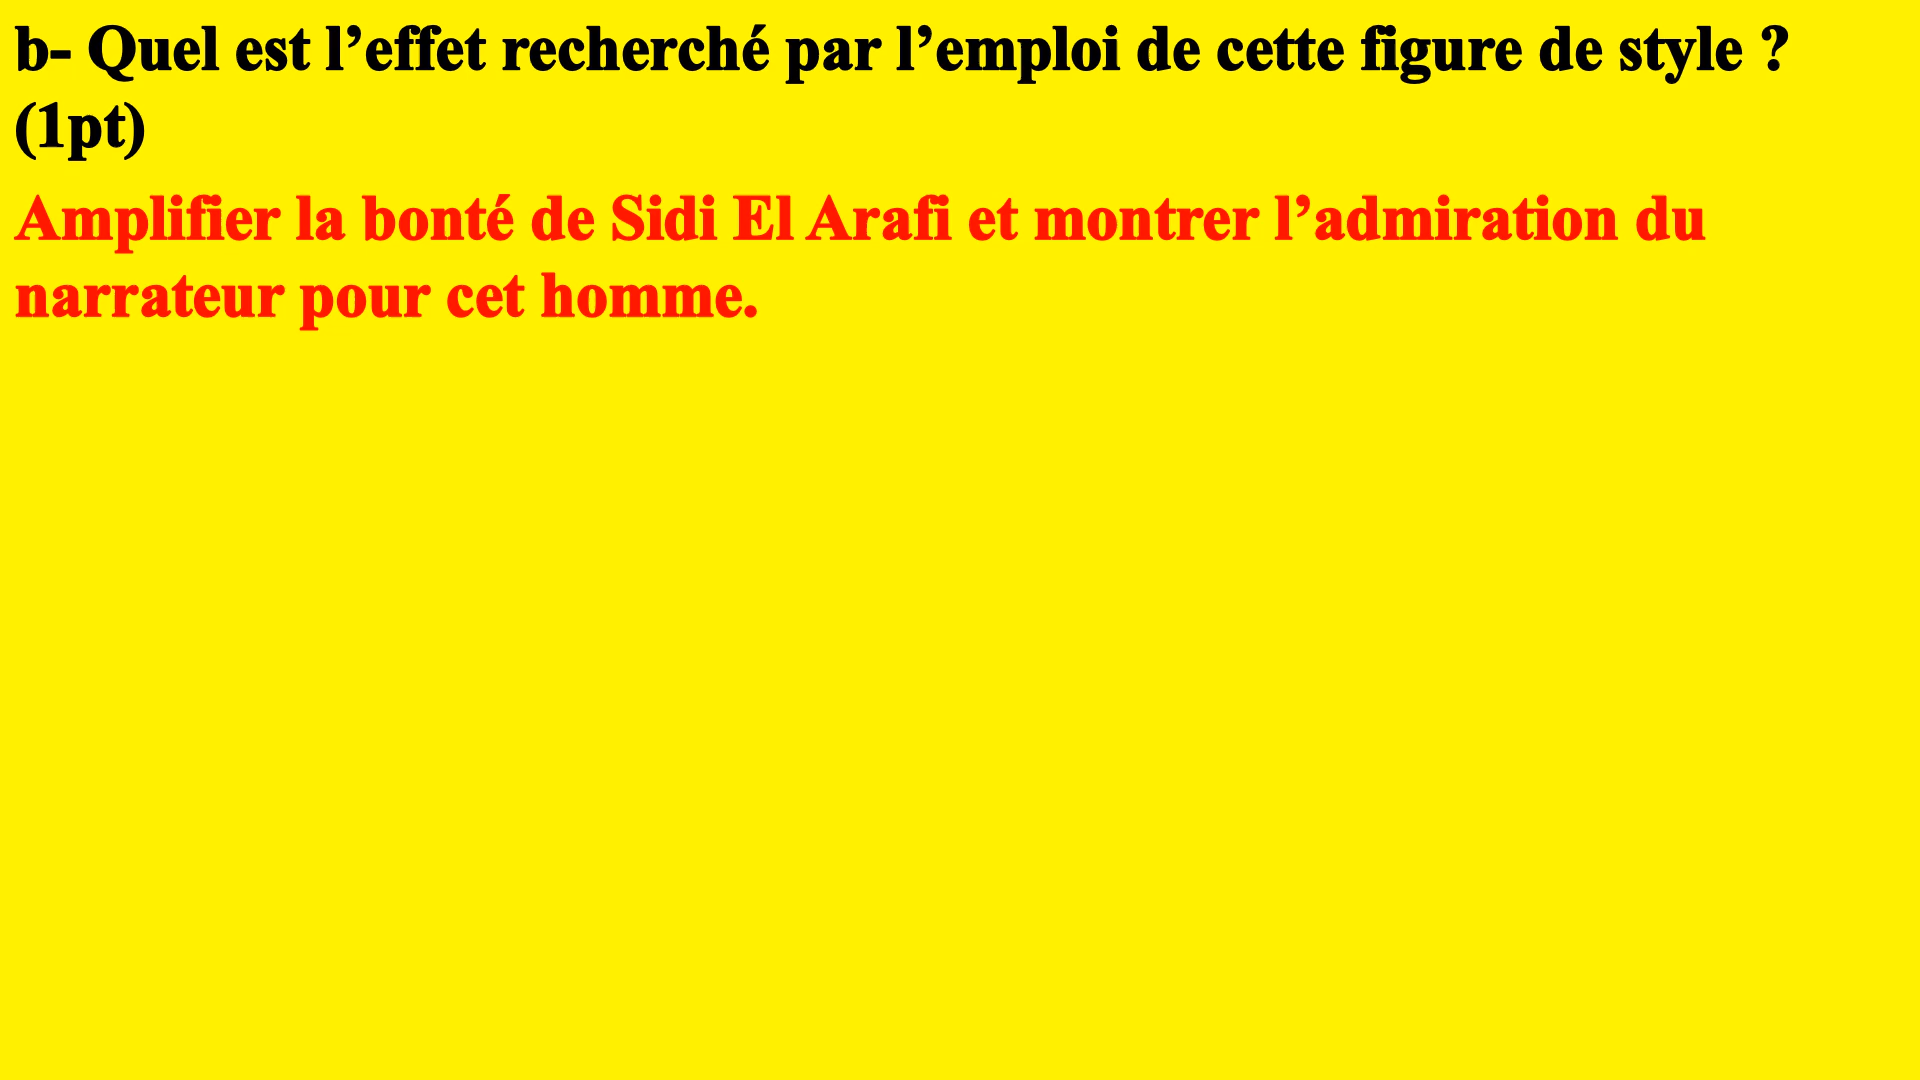 b- Quel est l’effet recherché par l’emploi de cette figure de style ?
(1pt)
Amplifier la bonté de Sidi El Arafi et montrer l’admiration du
narrateur pour cet homme.